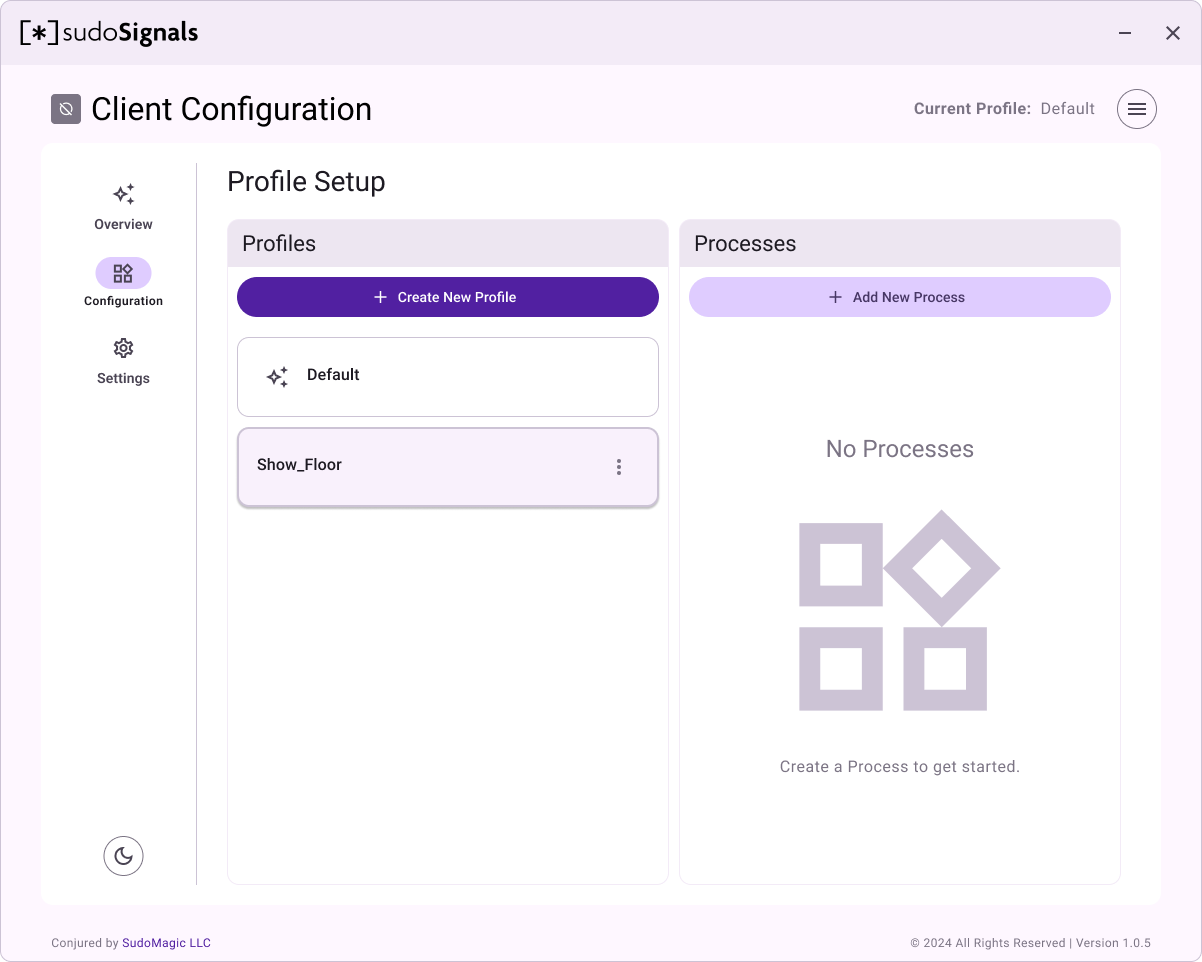 [*]sudoSignals
Client Configuration
Current Profile: Default
Overview
Configuration
Settings
Profile Setup
Profiles
+ Create New Profile
Default
Show_Floor
Processes
+ Add New Process
No Processes
Create a Process to get started.
Conjured by SudoMagic LLC
© 2024 All Rights Reserved | Version 1.0.5